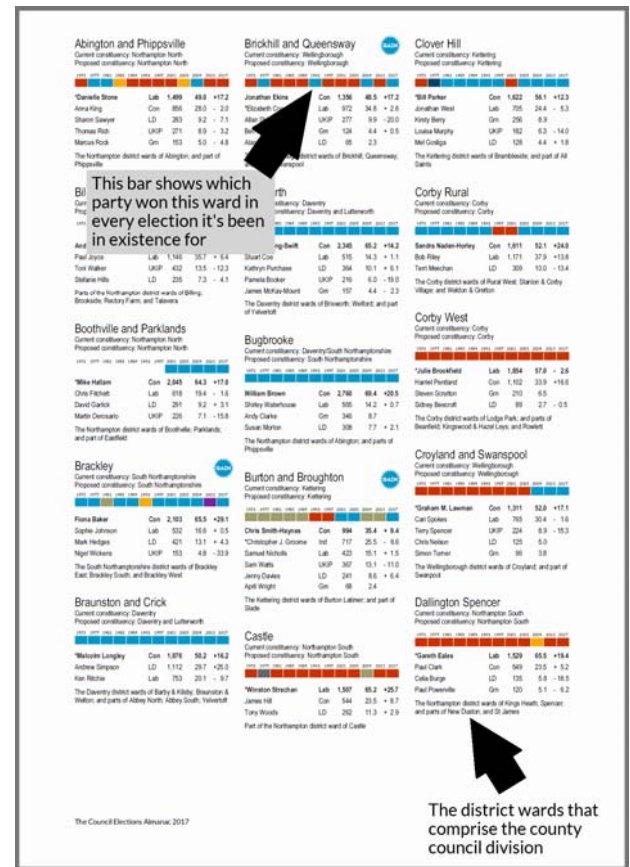 Abington and Phippsville
Current constituency: Northampton North
Proposed constituency: Northampton North
*Danielle Stone Lab 1,499 49.0 +17.2
Anna King Con 856 28.0 - 2.0
Sharon Sawyer LD 283 9.2 - 7.1
Thomas Rich UKIP 271 8.9 - 3.2
Marcus Rock Grn 153 5.0 - 4.8
The Northampton district wards of Abington; and part of
Phippsville
Paul Joyce Lab 1,140 35.7 + 6.4
Toni Walker UKIP 432 13.5 -12.3
Stefanie Hills LD 235 7.3 - 4.1
Parts of the Northampton district wards of Billing;
Brookside; Rectory Farm; and Talavera
Boothville and Parklands
Current constituency: Northampton North
Proposed constituency: Northampton North
*Mike Hallam Con 2,045 64.3 +17.0
Chris Fitchett Lab 618 19.4 - 1.6
David Garlick LD 291 9.2 + 3.1
Martin Derosario UKIP 226 7.1 -15.8
The Northampton district wards of Boothville; Parklands;
and part of Eastfield
Brackley
GAIN
Current constituency: South Northamptonshire
Proposed constituency: South Northamptonshire
Fiona Baker Con 2,103 65.5 +29.1
Sophie Johnson Lab 532 16.6 + 0.5
Mark Hedges LD 421 13.1 + 4.3
Nigel Wickens UKIP 153 4.8 -33.9
The South Northamptonshire district wards of Brackley
East; Brackley South; and Brackley West
Braunston and Crick
Current constituency: Daventry
Proposed constituency: Daventry and Lutterworth
*Malcolm Longley Con 1,876 50.2 +16.2
Andrew Simpson LD 1,112 29.7 +25.0
Ken Ritchie Lab 753 20.1 - 9.7
The Daventry district wards of Barby & Kilsby; Braunston &
Welton; and parts of Abbey North; Abbey South; Yelvertoft
Brickhill and Queensway
GAIN
Current constituency: Wellingborough
Proposed constituency: Wellingborough
Jonathan Ekins Con 1,356 48.5 +17.2
*Elizabeth Lab 972 34.8 + 2.6
UKIP 277 9.9 -20.0
Grn 124 4.4 + 0.5
LD 65 2.3
district wards of Brickhill; Queensway;
This bar shows which
party won this ward in
every election it's been
in existence for
Con 2,345 65.2 +14.2
Stuart Coe Lab 515 14.3 + 1.1
Kathryn Purchase LD 364 10.1 + 6.1
Pamela Booker UKIP 216 6.0 -19.0
James McKay-Mount Grn 157 4.4 - 2.3
The Daventry district wards of Brixworth; Welford; and part
of Yelvertoft
Bugbrooke
Current constituency: Daventry/South Northamptonshire
Proposed constituency: South Northamptonshire
William Brown Con 2,760 69.4 +20.5
Shirley Waterhouse Lab 565 14.2 + 0.7
Andy Clarke Grn 346 8.7
Susan Morton LD 308 7.7 + 2.1
The Northampton district wards of Abington; and parts of
Phippsville
Burton and Broughton
GAIN
Current constituency: Kettering
Proposed constituency: Kettering
Chris Smith-Haynes Con 994 35.4 + 9.4
*Christopher J. Groome Ind 717 25.5 - 8.6
Samuel Nicholls Lab 423 15.1 + 1.5
Sam Watts UKIP 367 13.1 -11.0
Jenny Davies LD 241 8.6 + 6.4
April Wright Grn 68 2.4
The Kettering district wards of Burton Latimer; and part of
Slade
Castle
Current constituency: Northampton South
Proposed constituency: Northampton South
*Winston Strachan Lab 1,507 65.2 +25.7
James Hill Con 544 23.5 + 8.7
Tony Woods LD 262 11.3 + 2.9
Part of the Northampton district ward of Castle
Clover Hill
Current constituency: Kettering
Proposed constituency: Kettering
*Bill Parker Con 1,622 56.1 +12.3
Jonathan West Lab 705 24.4 - 5.3
Kirsty Berry Grn 256 8.9
Louisa Murphy UKIP 182 6.3 -14.0
Mel Gosliga LD 128 4.4 + 1.8
The Kettering district wards of Brambleside; and part of All
Saints
Corby Rural
Current constituency: Corby
Proposed constituency: Corby
Sandra Naden-Horley Con 1,611 52.1 +24.0
Bob Riley Lab 1,171 37.9 +13.8
Terri Meechan LD 309 10.0 -13.4
The Corby district wards of Rural West; Stanion & Corby
Village; and Weldon & Gretton
Corby West
Current constituency: Corby
Proposed constituency: Corby
*Julie Brookfield Lab 1,854 57.0 - 2.6
Harriet Pentland Con 1,102 33.9 +16.6
Steven Scrutton Grn 210 6.5
Sidney Beecroft LD 89 2.7 - 0.5
The Corby district wards of Lodge Park; and parts of
Beanfield; Kingswood & Hazel Leys; and Rowlett
Croyland and Swanspool
Current constituency: Wellingborough
Proposed constituency: Wellingborough
*Graham M. Lawman Con 1,311 52.0 +17.1
Carl Spokes Lab 765 30.4 - 1.6
Terry Spencer UKIP 224 8.9 -15.3
Chris Nelson LD 125 5.0
Simon Turner Grn 96 3.8
The Wellingborough district wards of Croyland; and part of
Swanspool
Dallington Spencer
Current constituency: Northampton South
Proposed constituency: Northampton South
*Gareth Eales Lab 1,529 65.5 +19.4
Paul Clark Con 549 23.5 + 5.2
Celia Burge LD 135 5.8 -18.5
Paul Powerville Grn 120 5.1 - 6.2
The Northampton district wards of Kings Heath; Spencer;
and parts of New Duston; and St James
The district wards that
comprise the county
council division
The Council Elections Almanac 2017